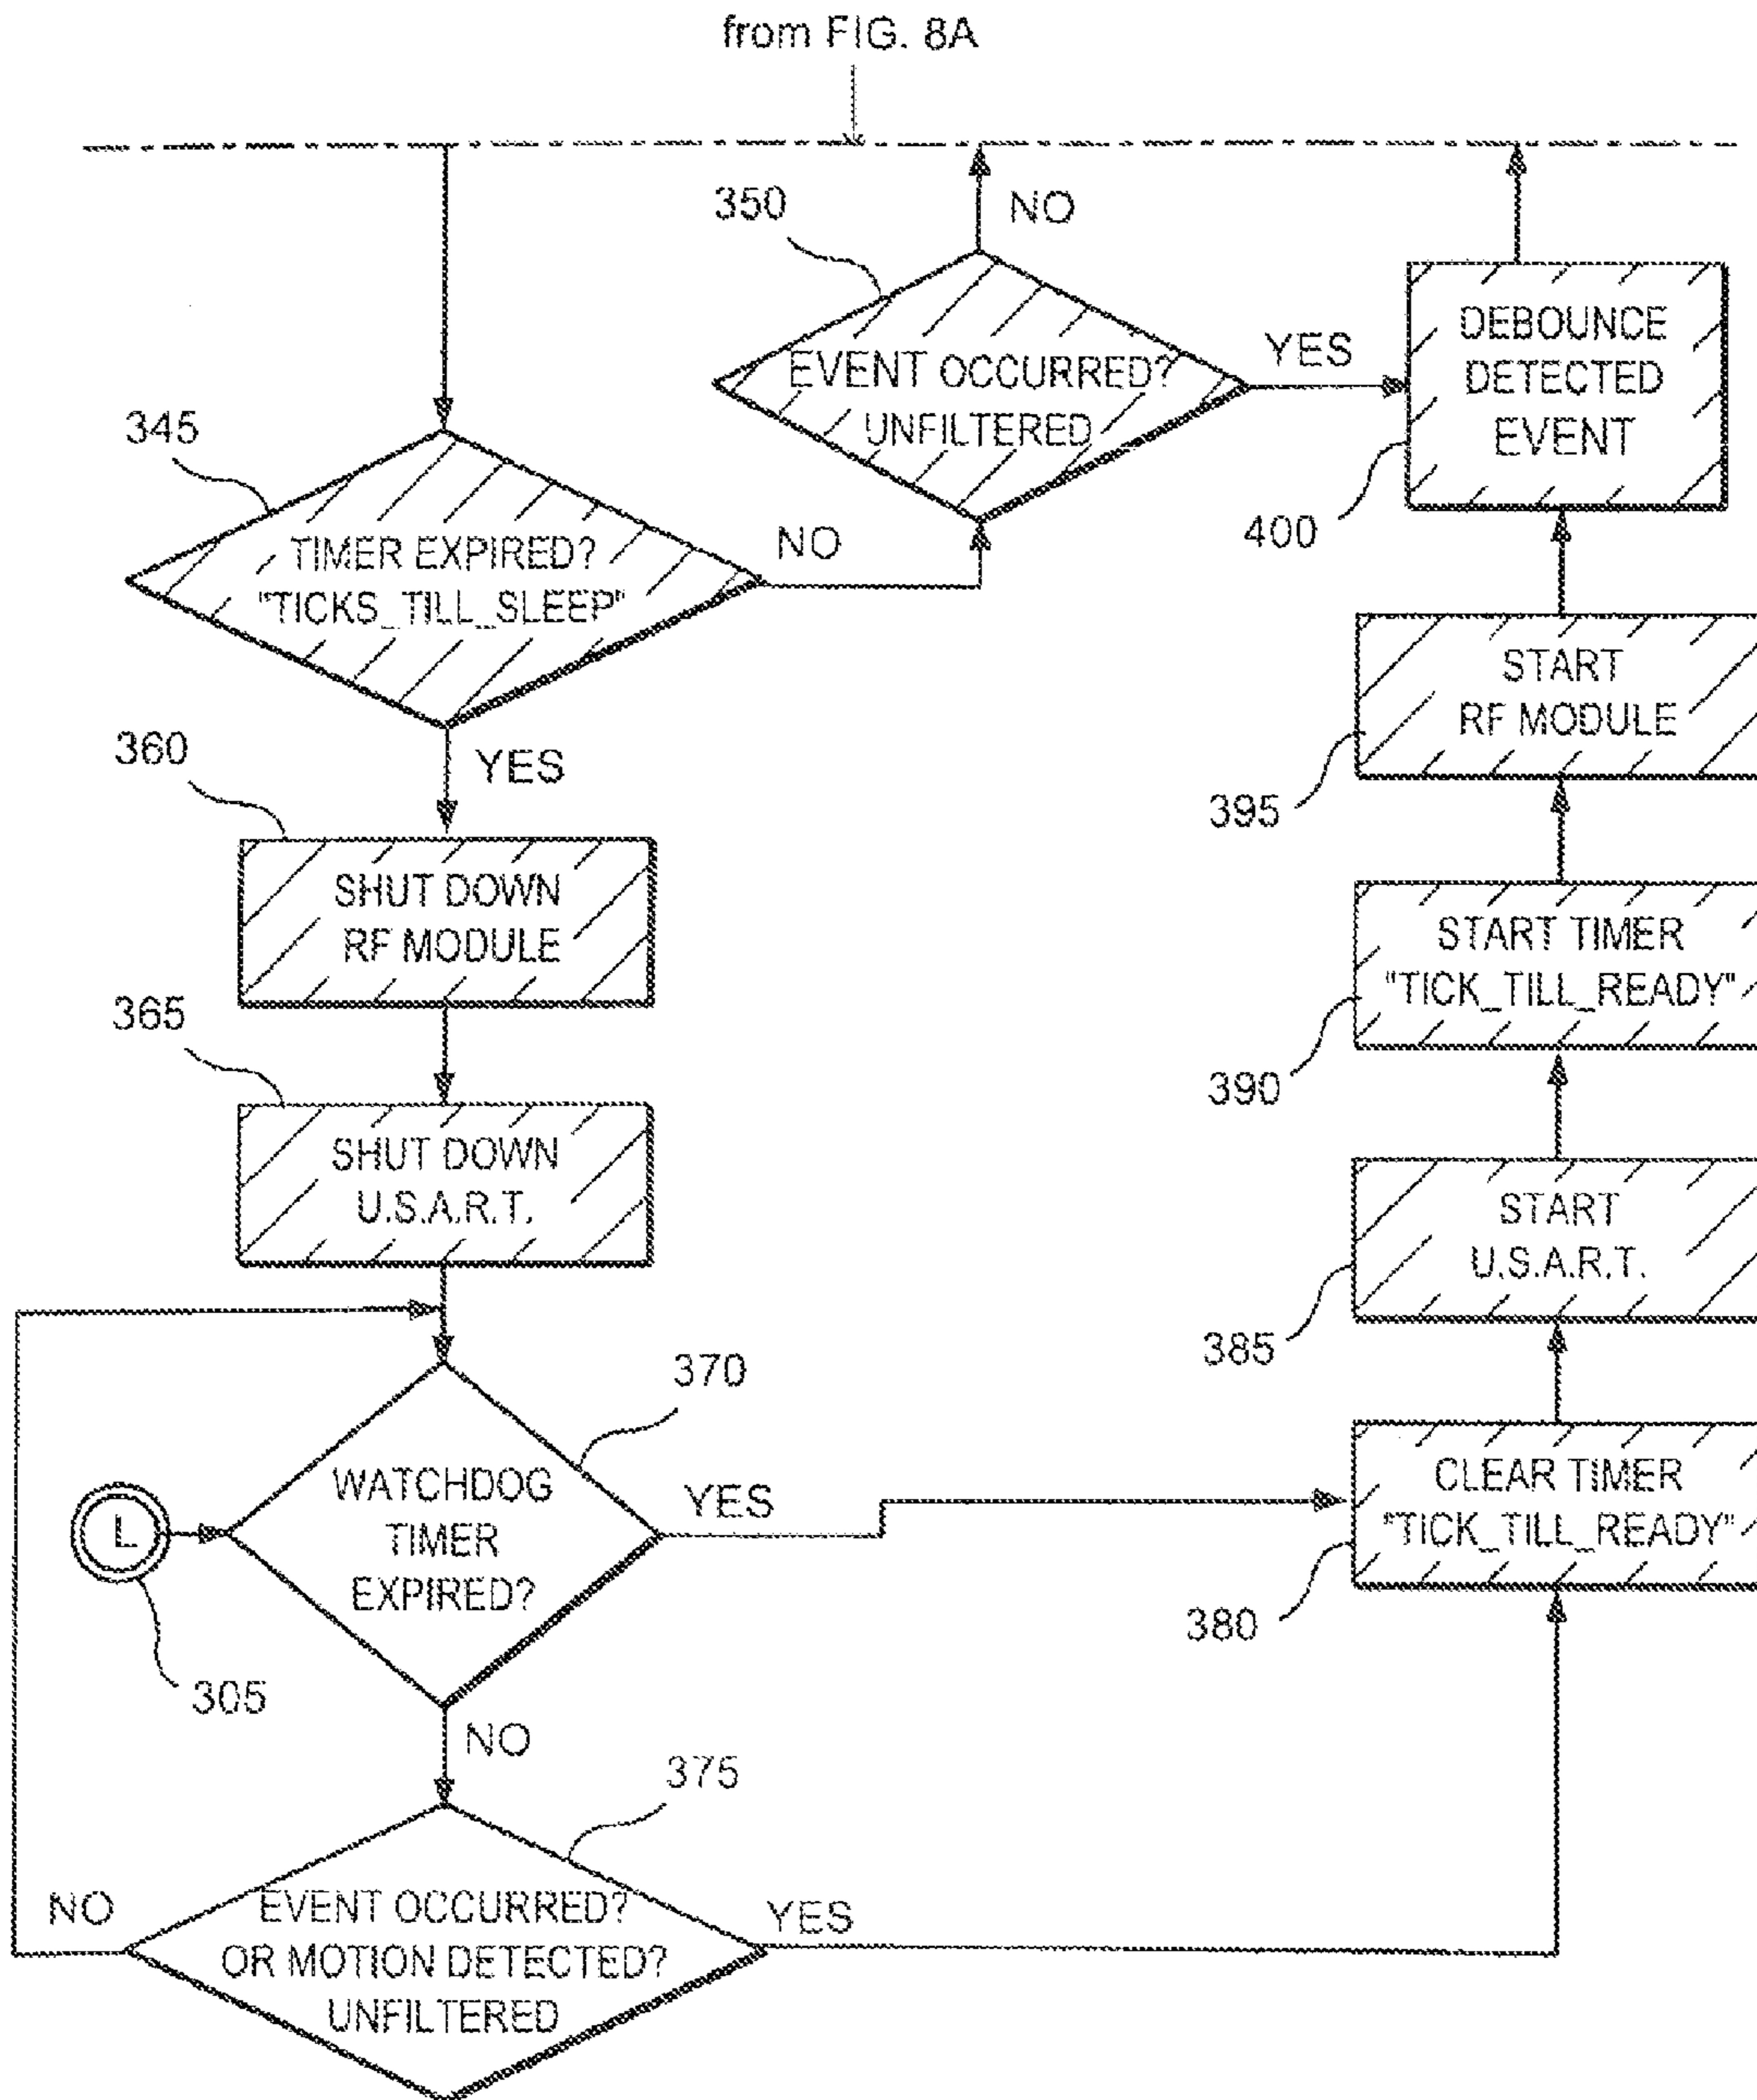 from FIG. 8A
350
NO
EVENT OCCURRED?
UNFILTERED
YES
DEBOUNCE
DETECTED
EVENT
400
345
TIMER EXPIRED?
"TICKS_TILL_SLEEP"
NO
YES
START
RF MODULE
395
360
SHUT DOWN
RF MODULE
START TIMER
"TICK_TILL_READY"
390
365
SHUT DOWN
U.S.A.R.T.
START
U.S.A.R.T.
385
370
WATCHDOG
TIMER
EXPIRED?
YES
L
305
NO
CLEAR TIMER
"TICK_TILL_READY"
380
375
EVENT OCCURRED?
OR MOTION DETECTED?
UNFILTERED
NO
YES